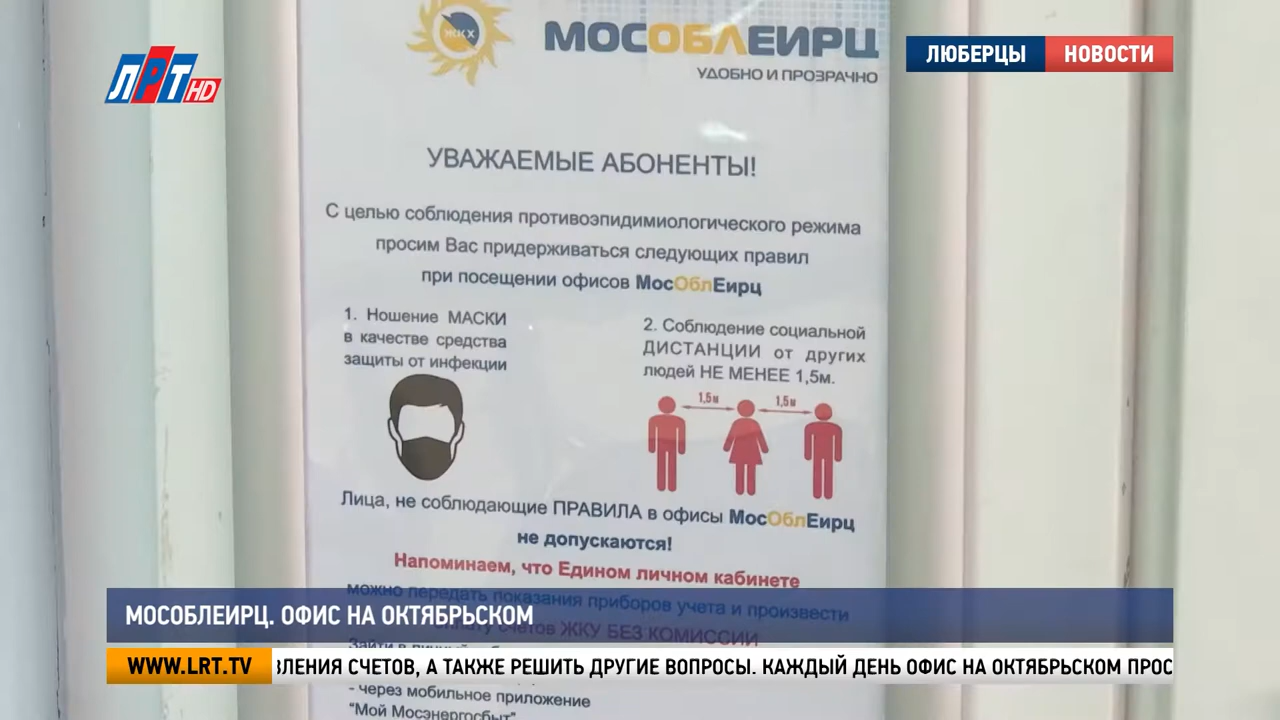 ЛРТ HD
ЛЮБЕРЦЫ НОВОСТИ
ЖКХ
МОСОБЛЕИРЦ
УДОБНО И ПРОЗРАЧНО
УВАЖАЕМЫЕ АБОНЕНТЫ!
С целью соблюдения противоэпидимиологического режима
просим Вас придерживаться следующих правил
при посещении офисов МосОблЕирц
1. Ношение МАСКИ
в качестве средства
защиты от инфекции
2. Соблюдение социальной
ДИСТАНЦИИ от других
людей НЕ МЕНЕЕ 1,5м.
1,5м 1,5м
Лица, не соблюдающие ПРАВИЛА в офисы МосОблЕирц
не допускаются!
Напоминаем, что Едином личном кабинете
можно передать показания приборов учета и произвести
счетов ЖКУ БЕЗ КОМИССИИ
МОСОБЛЕИРЦ. ОФИС НА ОКТЯБРЬСКОМ
Зайти в
WWW.LRT.TV ВЛЕНИЯ СЧЕТОВ, А ТАКЖЕ РЕШИТЬ ДРУГИЕ ВОПРОСЫ. КАЖДЫЙ ДЕНЬ ОФИС НА ОКТЯБРЬСКОМ ПРОС
- через мобильное приложение
"Мой Мосэнергосбыт"